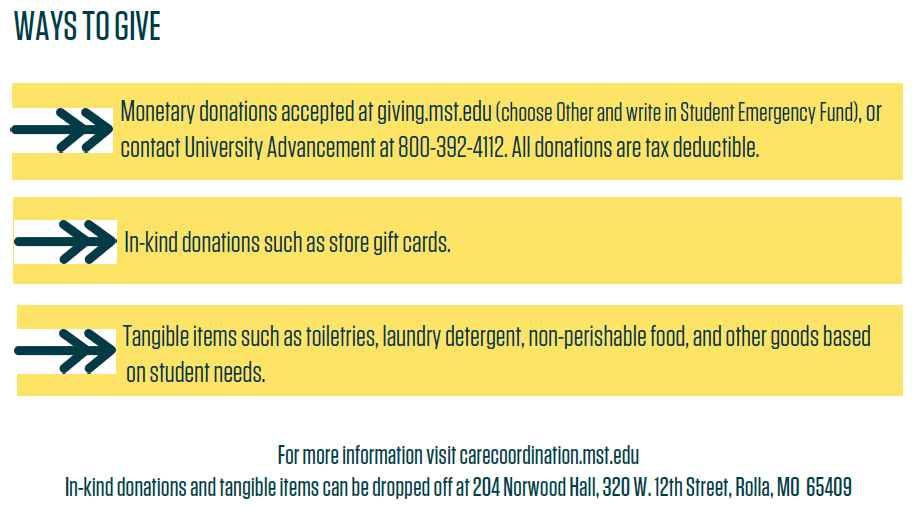 WAYS TO GIVE
Monetary donations accepted at giving.mst.edu (choose Other and write in Student Emergency Fund), or
contact University Advancement at 800-392-4112. All donations are tax deductible.
In-kind donations such as store gift cards.
Tangible items such as toiletries, laundry detergent, non-perishable food, and other goods based
on student needs.
For more information visit carecoordination.mst.edu
In-kind donations and tangible items can be dropped off at 204 Norwood Hall, 320 W. 12th Street, Rolla, MO 65409